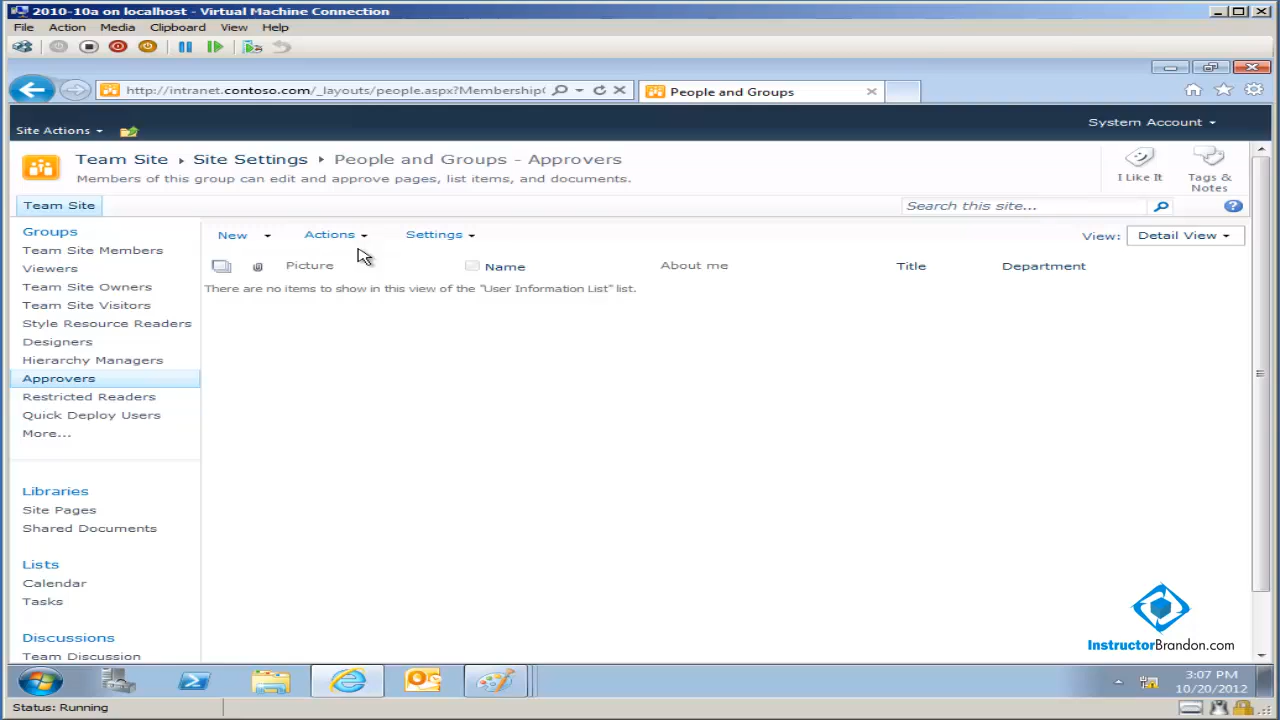 2010-10a on localhost - Virtual Machine Connection
File Action Media Clipboard View Help
http://intranet.contoso.com/_layouts/people.aspx?Membership
People and Groups
Site Actions
System Account
Team Site Site Settings People and Groups - Approvers
Members of this group can edit and approve pages, list items, and documents.
I Like It
Tags &
Notes
Team Site
Search this site...
Groups
Team Site Members
Viewers
Team Site Owners
Team Site Visitors
Style Resource Readers
Designers
Hierarchy Managers
Approvers
Restricted Readers
Quick Deploy Users
More...
Libraries
Site Pages
Shared Documents
Lists
Calendar
Tasks
Discussions
Team Discussion
New Actions Settings
View: Detail View
Picture Name About me Title Department
There are no items to show in this view of the "User Information List" list.
InstructorBrandon.com
3:07 PM
10/20/2012
Status: Running